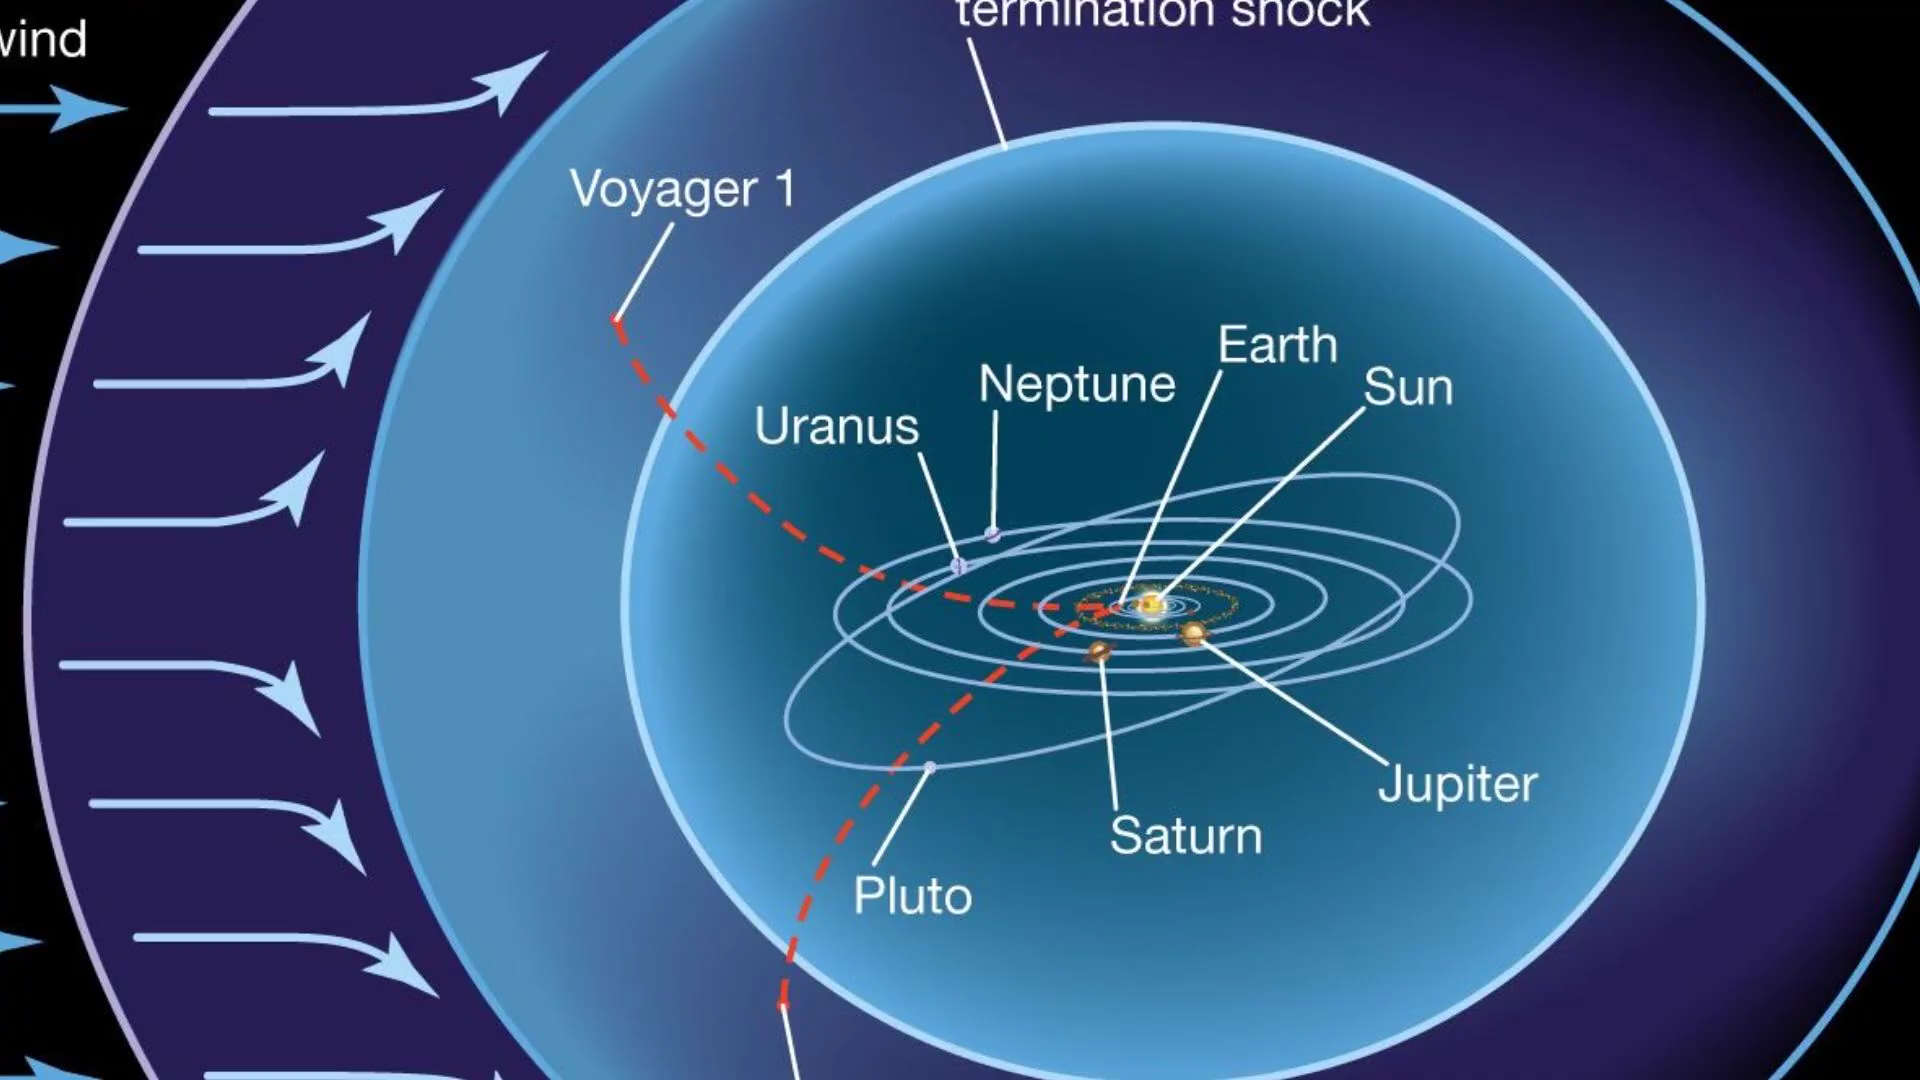 termination shock
wind
Voyager 1
Earth
Neptune
Sun
Uranus
Jupiter
Saturn
Pluto